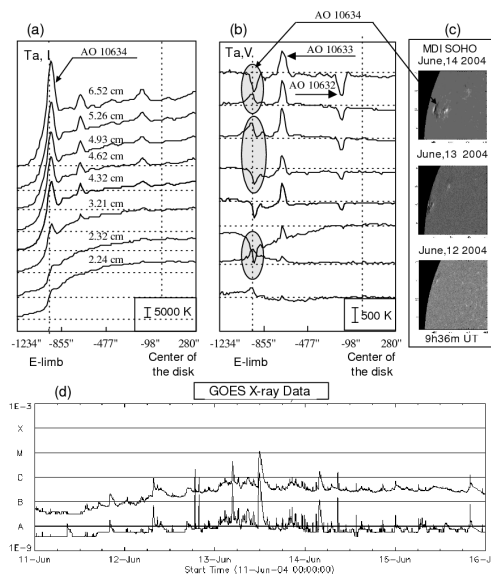 (a)
Ta, I
AO 10634
6.52 cm
5.26 cm
4.93 cm
4.62 cm
4.32 cm
3.21 cm
2.32 cm
2.24 cm
5000 K
-1234" -855" -477" -98" 280"
E-limb
Center of
the disk
(b)
Ta,V
AO 10634
AO 10633
AO 10632
500 K
-1234" -855" -477" -98" 280"
E-limb
Center of
the disk
(c)
MDI SOHO
June,14 2004
June,13 2004
June,12 2004
9h36m UT
(d)
GOES X-ray Data
1E-3
X
M
C
B
A
1E-9
11-Jun 12-Jun 13-Jun 14-Jun 15-Jun 16-J
Start Time (11-Jun-04 00:00:00)